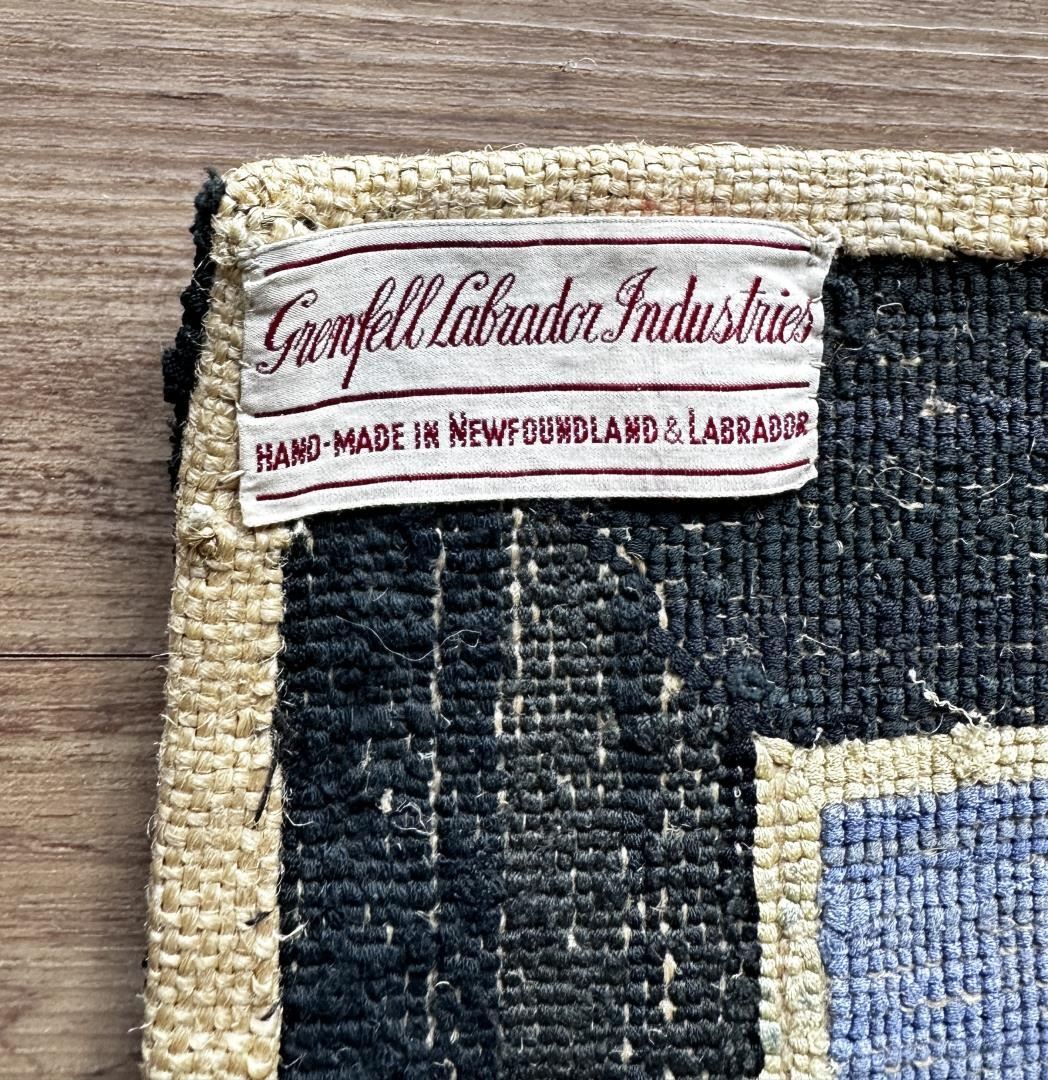 Grenfell Labrador Industries
HAND-MADE IN NEWFOUNDLAND & LABRADOR